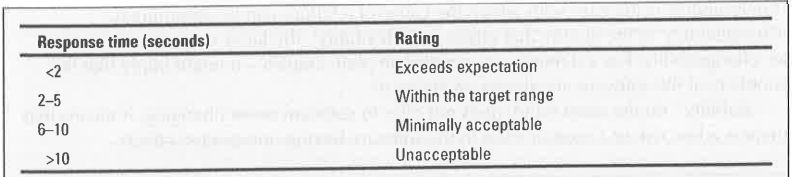 Response time (seconds) Rating
<2 Exceeds expectation
2–5 Within the target range
6–10 Minimally acceptable
>10 Unacceptable